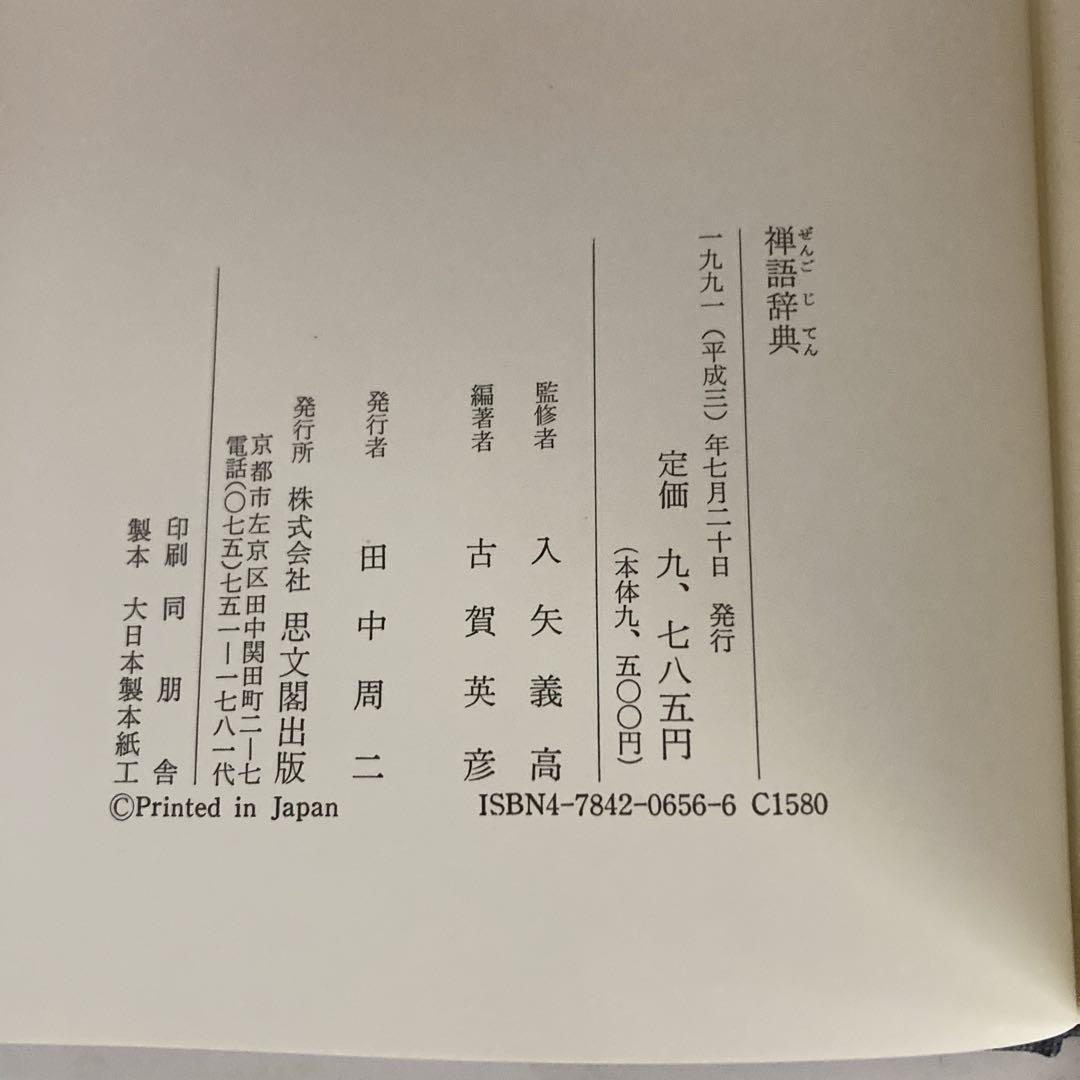 禅語辞典
ぜんごじてん
一九九一(平成三)年七月二十日 発行
定価 九、七八五円
(本体九、五〇〇円)
監修者 入矢義高
編著者 古賀英彦
発行者 田中周二
発行所 株式会社 思文閣出版
京都市左京区田中関田町二―七
電話(〇七五)七五一―一七八一代
印刷 同朋舎
製本 大日本製本紙工
©Printed in Japan
ISBN4-7842-0656-6 C1580